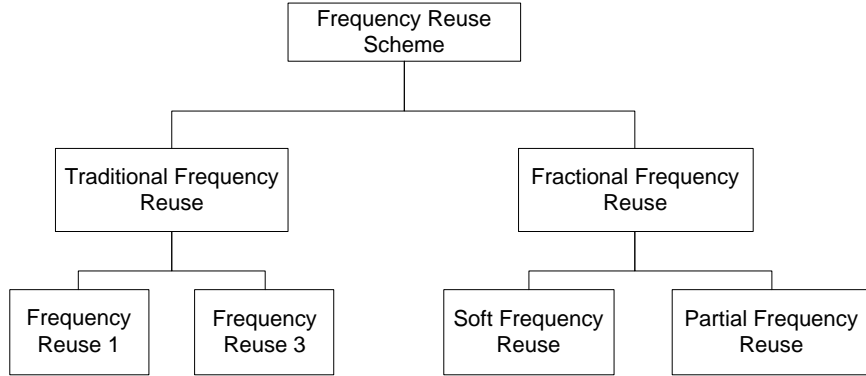 Frequency Reuse
Scheme
Traditional Frequency
Reuse
Fractional Frequency
Reuse
Frequency
Reuse 1
Frequency
Reuse 3
Soft Frequency
Reuse
Partial Frequency
Reuse